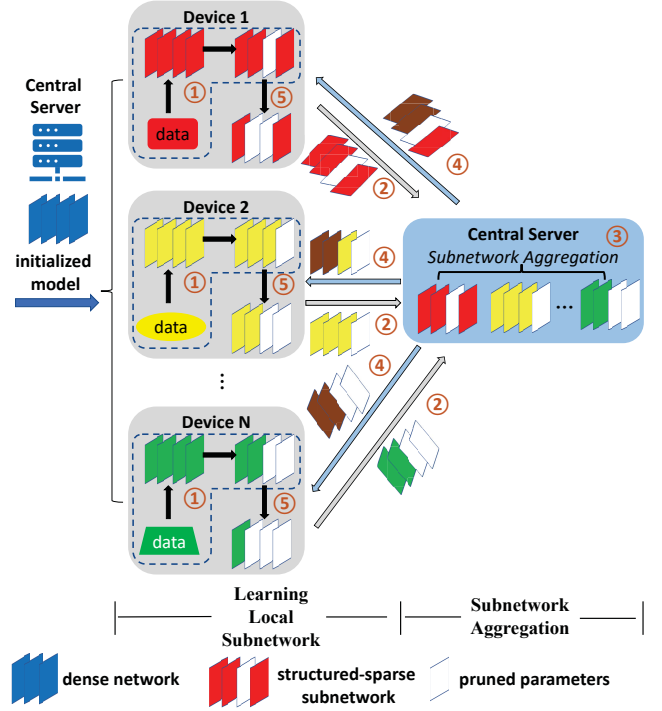 Device 1
Central
Server
①
⑤
data
④
②
initialized
model
Device 2
①
⑤
data
④
②
Central Server
③
Subnetwork Aggregation
...
...
④
②
Device N
①
⑤
data
Learning
Local
Subnetwork
Subnetwork
Aggregation
dense network
structured-sparse
subnetwork
pruned parameters